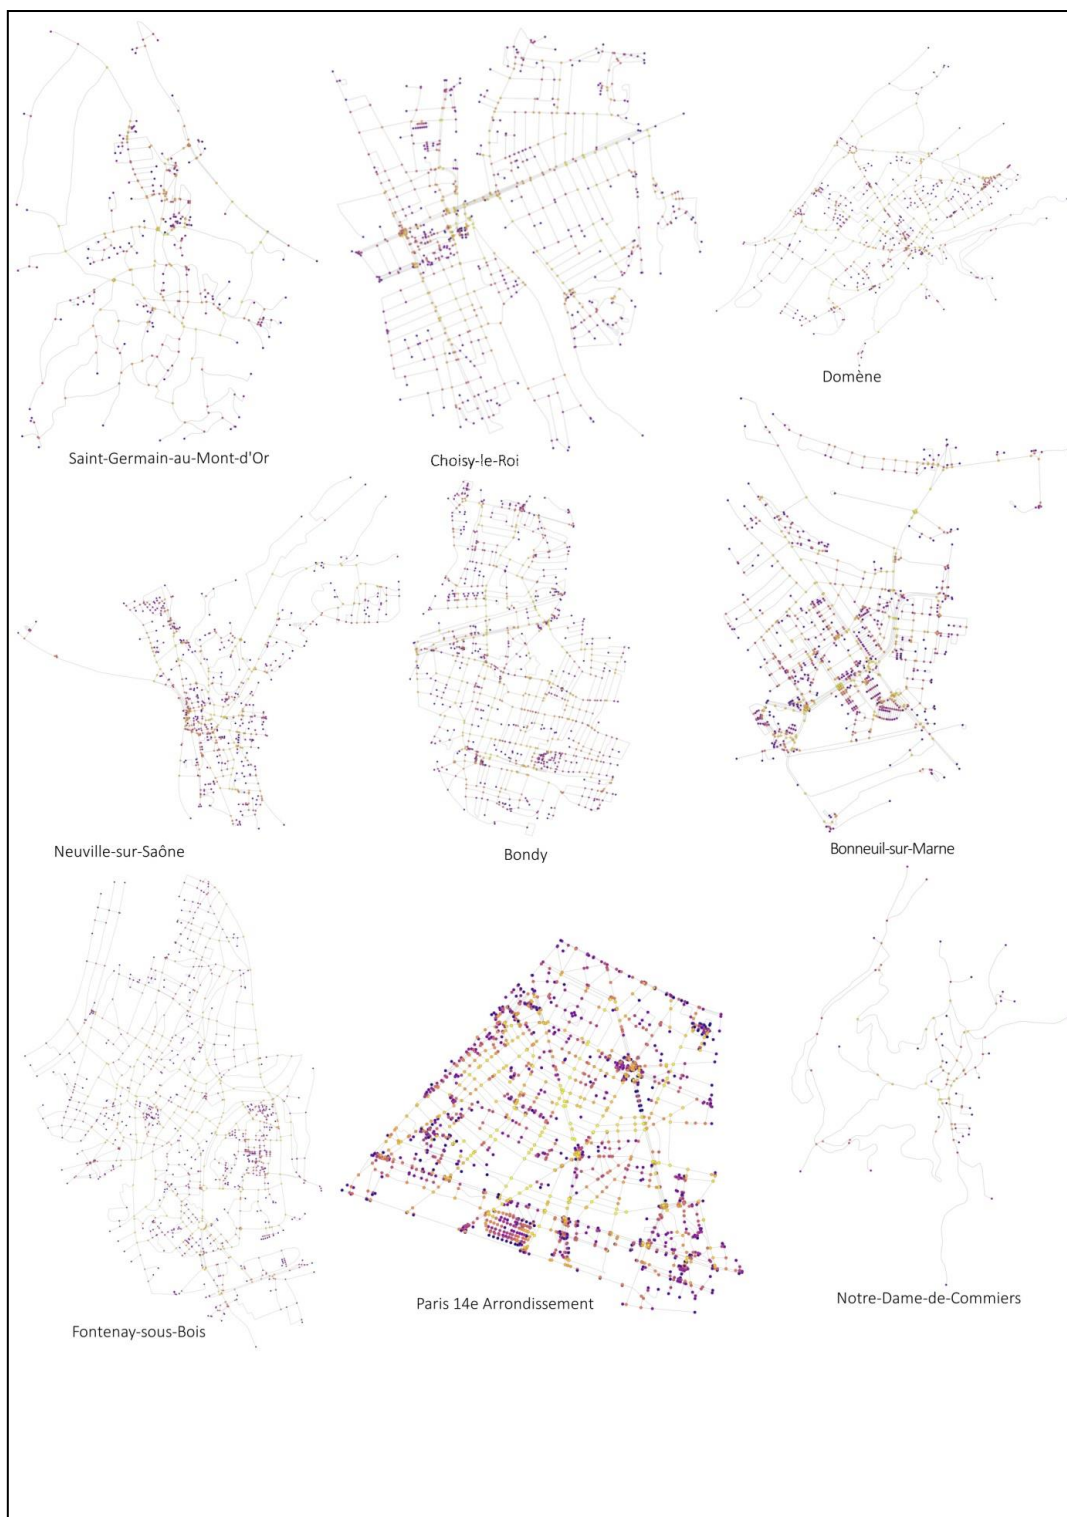 Domène
Saint-Germain-au-Mont-d'Or
Choisy-le-Roi
Neuville-sur-Saône
Bondy
Bonneuil-sur-Marne
Fontenay-sous-Bois
Paris 14e Arrondissement
Notre-Dame-de-Commiers